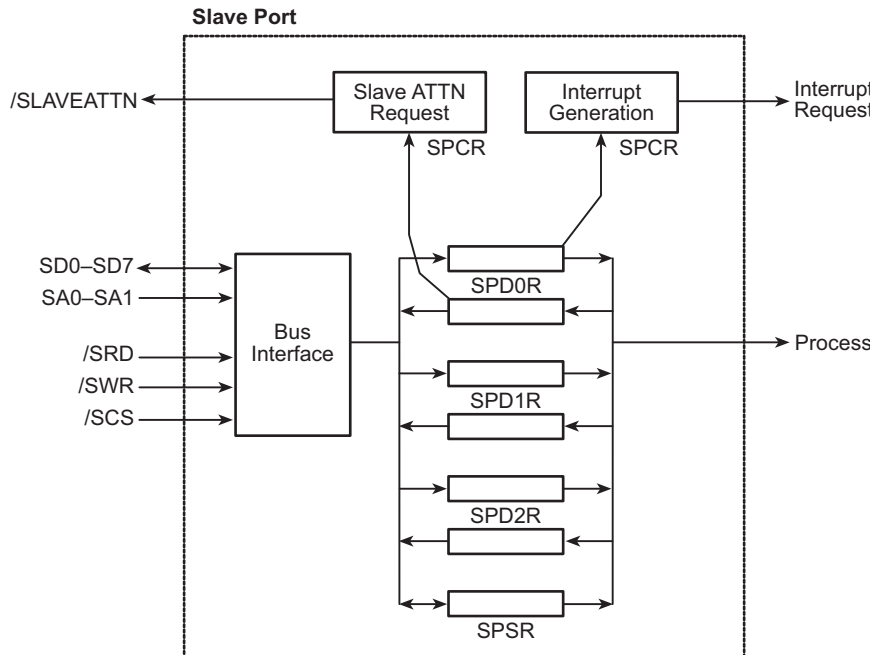 Slave Port
/SLAVEATTN
Slave ATTN
Request
SPCR
Interrupt
Generation
SPCR
Interrupt
Request
SD0–SD7
SA0–SA1
/SRD
/SWR
/SCS
Bus
Interface
SPD0R
SPD1R
SPD2R
SPSR
Process